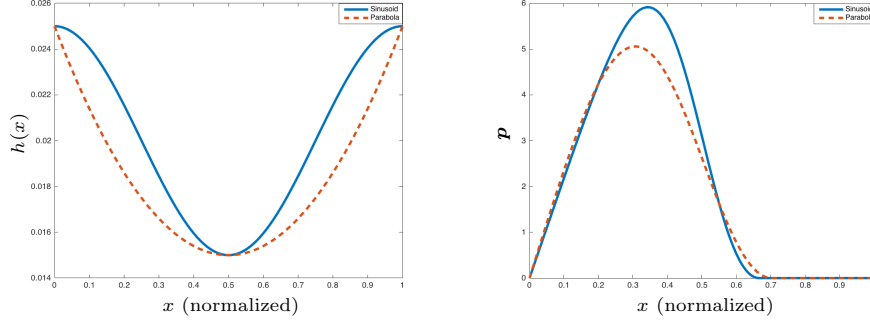 0.026
0.024
0.022
0.02
0.018
0.016
0.014
h(x)
0 0.1 0.2 0.3 0.4 0.5 0.6 0.7 0.8 0.9 1
x (normalized)
Sinusoid
Parabola
6
5
4
3
2
1
0
p
0 0.1 0.2 0.3 0.4 0.5 0.6 0.7 0.8 0.9
x (normalized)
Sinusoid
Parabola